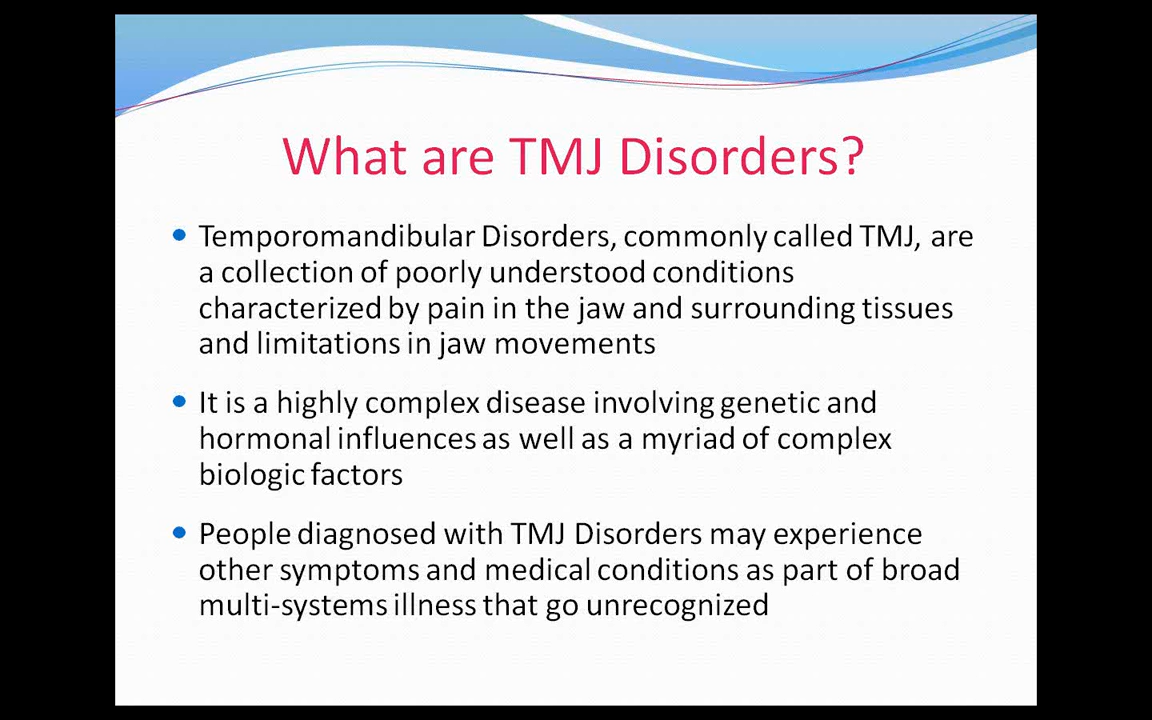 What are TMJ Disorders?
• Temporomandibular Disorders, commonly called TMJ, are
a collection of poorly understood conditions
characterized by pain in the jaw and surrounding tissues
and limitations in jaw movements
• It is a highly complex disease involving genetic and
hormonal influences as well as a myriad of complex
biologic factors
• People diagnosed with TMJ Disorders may experience
other symptoms and medical conditions as part of broad
multi-systems illness that go unrecognized